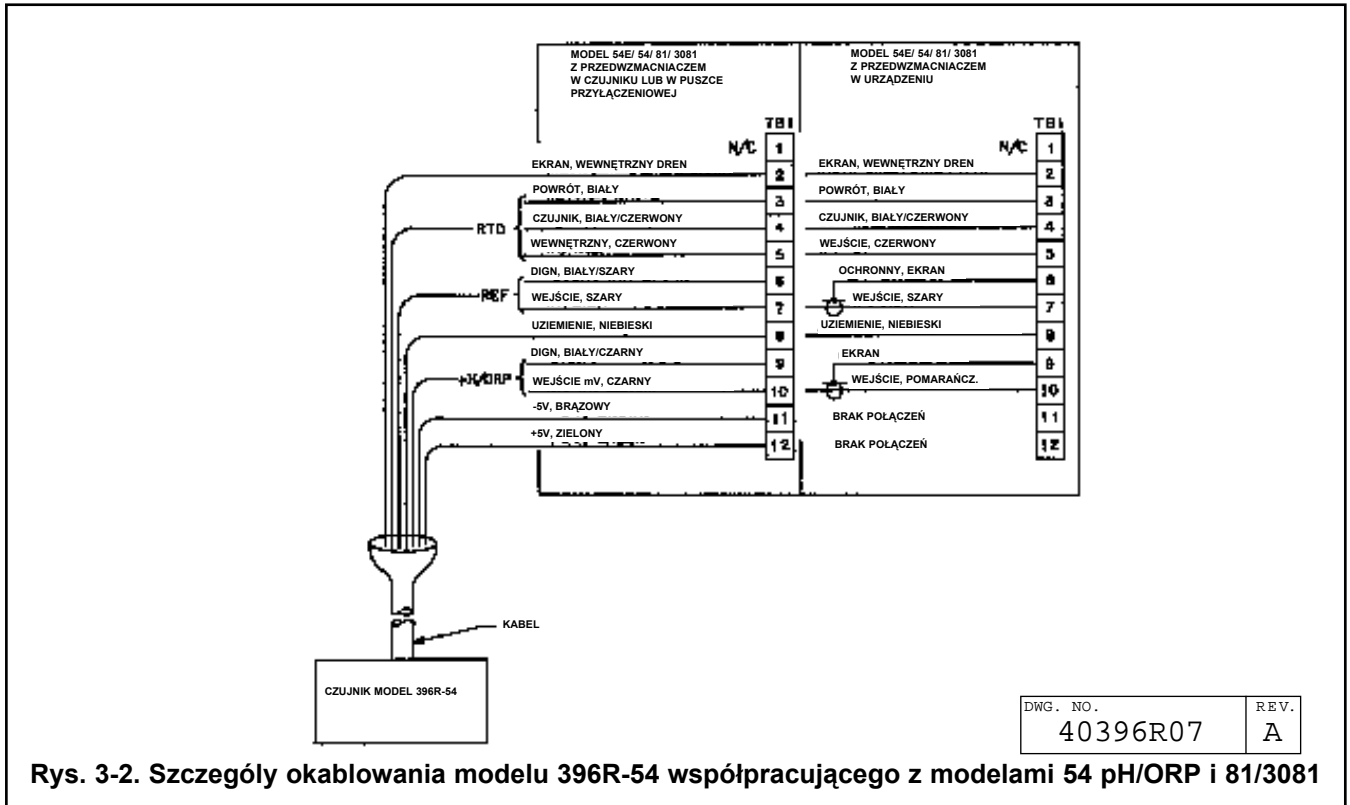 MODEL 54E/ 54/ 81/ 3081
Z PRZEDWZMACNIACZEM
W CZUJNIKU LUB W PUSZCE
PRZYŁĄCZENIOWEJ
MODEL 54E/ 54/ 81/ 3081
Z PRZEDWZMACNIACZEM
W URZĄDZENIU
TB1
TB1
N/C 1
N/C 1
EKRAN, WEWNĘTRZNY DREN 2
EKRAN, WEWNĘTRZNY DREN 2
RTD
POWRÓT, BIAŁY 3
POWRÓT, BIAŁY 3
CZUJNIK, BIAŁY/CZERWONY 4
CZUJNIK, BIAŁY/CZERWONY 4
WEWNĘTRZNY, CZERWONY 5
WEJŚCIE, CZERWONY 5
REF
DIGN, BIAŁY/SZARY 6
OCHRONNY, EKRAN 6
WEJŚCIE, SZARY 7
WEJŚCIE, SZARY 7
UZIEMIENIE, NIEBIESKI 8
UZIEMIENIE, NIEBIESKI 8
DIGN, BIAŁY/CZARNY 9
EKRAN 9
WEJŚCIE mV, CZARNY 10
WEJŚCIE, POMARAŃCZ. 10
-5V, BRĄZOWY 11
BRAK POŁĄCZEŃ 11
+5V, ZIELONY 12
BRAK POŁĄCZEŃ 12
KABEL
CZUJNIK MODEL 396R-54
DWG. NO.
40396R07
REV.
A
Rys. 3-2. Szczególy okablowania modelu 396R-54 współpracującego z modelami 54 pH/ORP i 81/3081